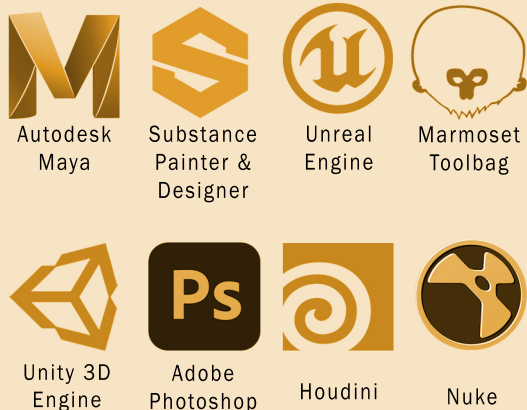 Autodesk
Maya
Substance
Painter &
Designer
Unreal
Engine
Marmoset
Toolbag
Ps
Unity 3D
Engine
Adobe
Photoshop
Houdini
Nuke